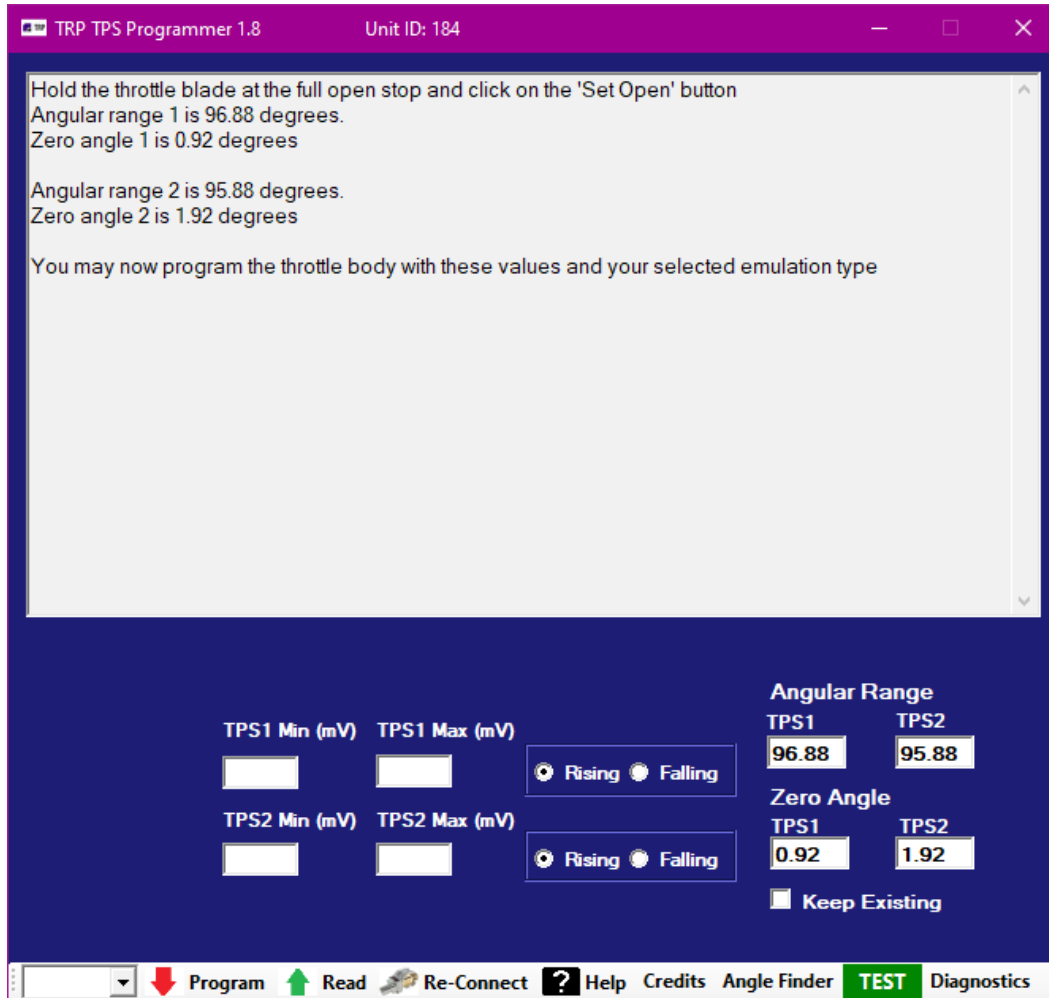 TRP TPS Programmer 1.8 Unit ID: 184
Hold the throttle blade at the full open stop and click on the 'Set Open' button
Angular range 1 is 96.88 degrees.
Zero angle 1 is 0.92 degrees
Angular range 2 is 95.88 degrees.
Zero angle 2 is 1.92 degrees
You may now program the throttle body with these values and your selected emulation type
TPS1 Min (mV) TPS1 Max (mV)
Rising Falling
TPS2 Min (mV) TPS2 Max (mV)
Rising Falling
Angular Range
TPS1 TPS2
96.88 95.88
Zero Angle
TPS1 TPS2
0.92 1.92
Keep Existing
Program Read Re-Connect ? Help Credits Angle Finder TEST Diagnostics